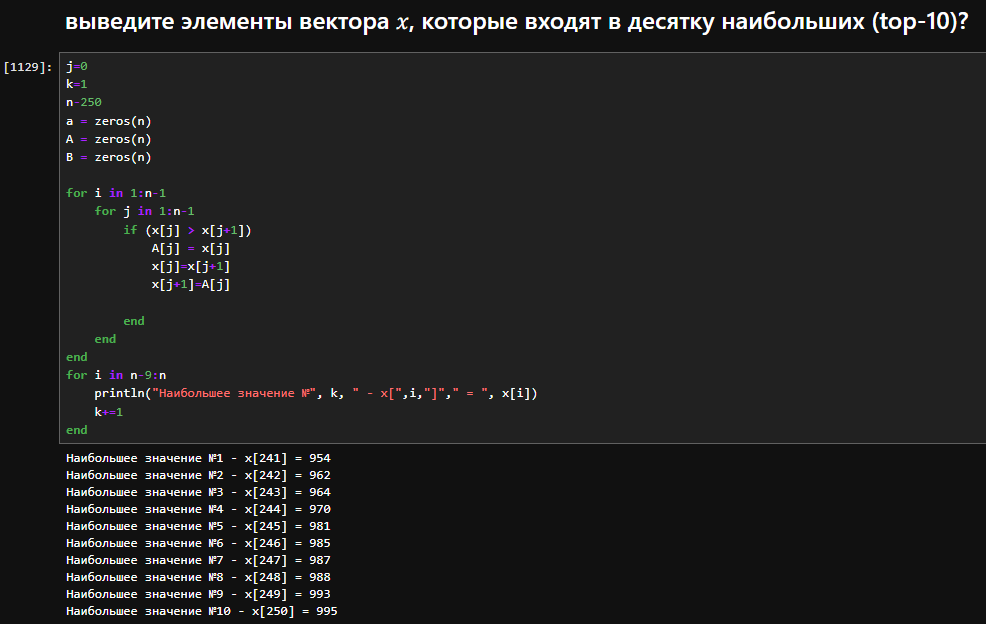 выведите элементы вектора x, которые входят в десятку наибольших (top-10)?
[1129]:
j=0
k=1
n=250
a = zeros(n)
A = zeros(n)
B = zeros(n)
for i in 1:n-1
for j in 1:n-1
if (x[j] > x[j+1])
A[j] = x[j]
x[j]=x[j+1]
x[j+1]=A[j]
end
end
end
for i in n-9:n
println("Наибольшее значение №", k, " - x[",i,"]"," = ", x[i])
k+=1
end
Наибольшее значение №1 - x[241] = 954
Наибольшее значение №2 - x[242] = 962
Наибольшее значение №3 - x[243] = 964
Наибольшее значение №4 - x[244] = 970
Наибольшее значение №5 - x[245] = 981
Наибольшее значение №6 - x[246] = 985
Наибольшее значение №7 - x[247] = 987
Наибольшее значение №8 - x[248] = 988
Наибольшее значение №9 - x[249] = 993
Наибольшее значение №10 - x[250] = 995